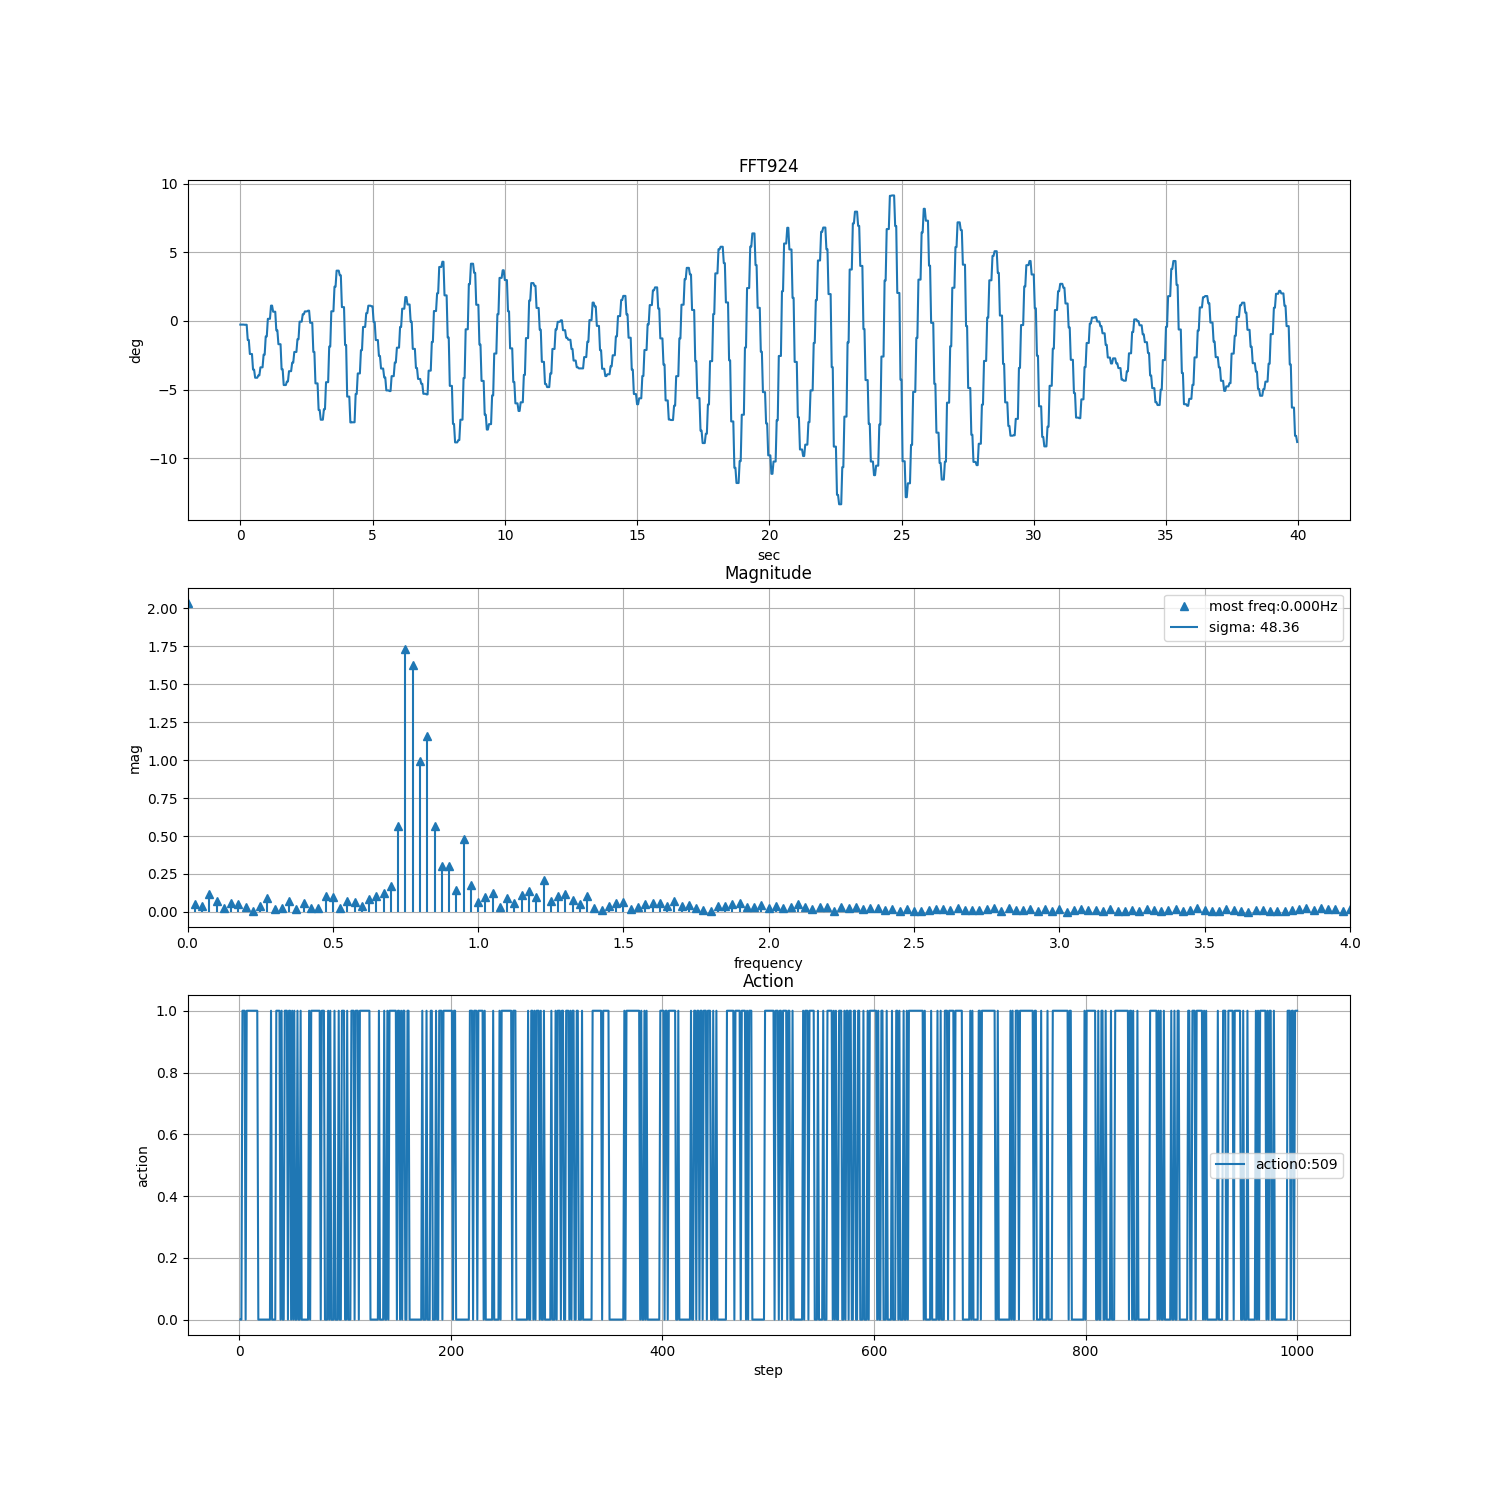 FFT924
10
5
0
−5
−10
deg
0 5 10 15 20 25 30 35 40
sec
Magnitude
2.00
1.75
1.50
1.25
1.00
0.75
0.50
0.25
0.00
mag
most freq:0.000Hz
sigma: 48.36
0.0 0.5 1.0 1.5 2.0 2.5 3.0 3.5 4.0
frequency
Action
1.0
0.8
0.6
0.4
0.2
0.0
action
action0:509
0 200 400 600 800 1000
step